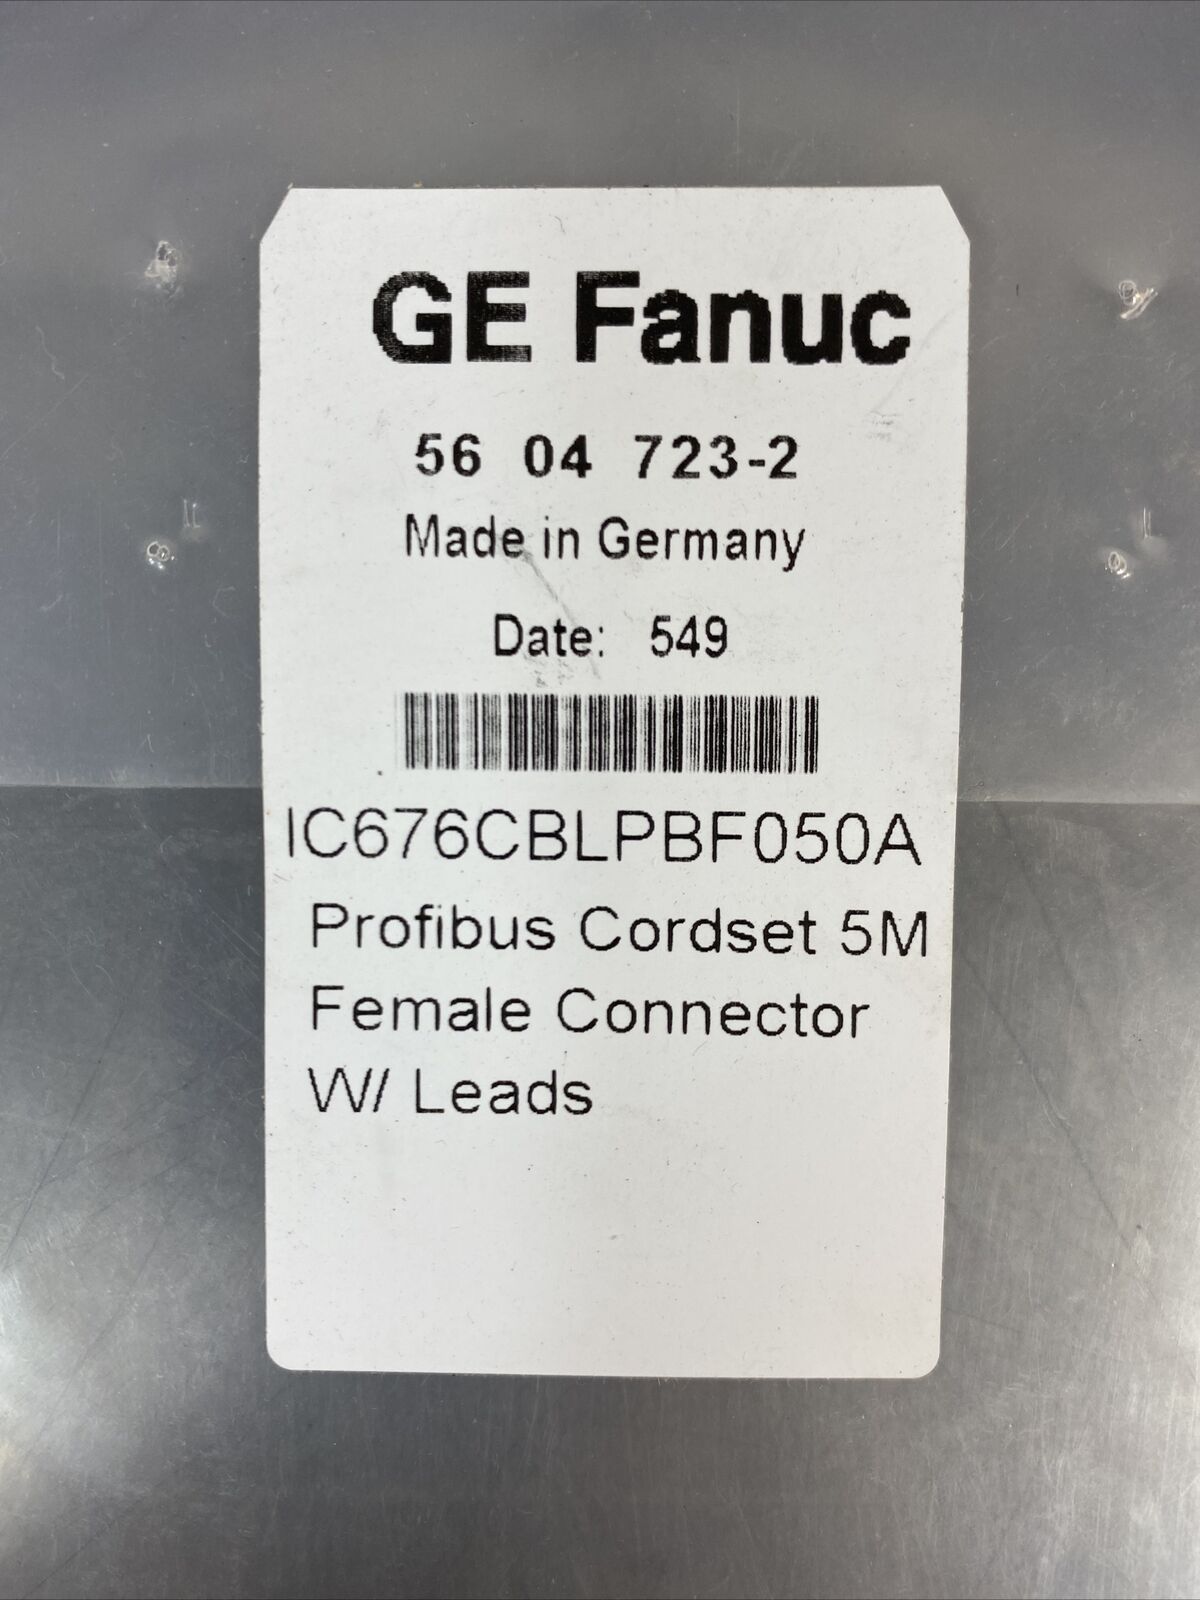 GE Fanuc
56 04 723-2
Made in Germany
Date: 549
IC676CBLPBF050A
Profibus Cordset 5M
Female Connector
W/ Leads